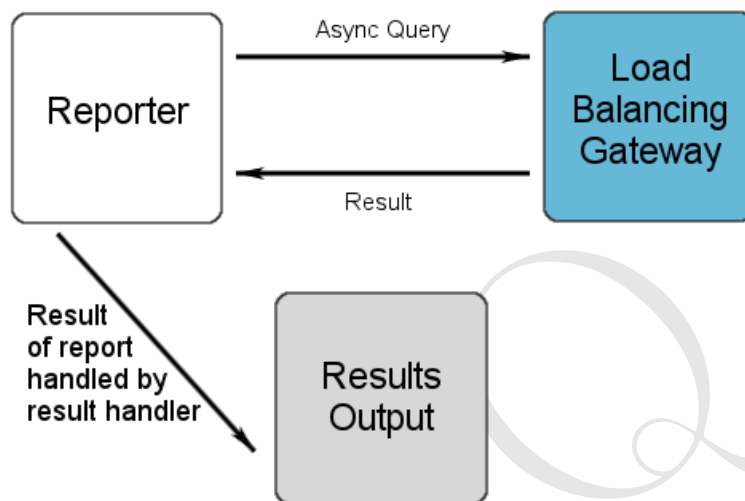 Async Query
Reporter
Load
Balancing
Gateway
Result
Result
of report
handled by
result handler
Results
Output